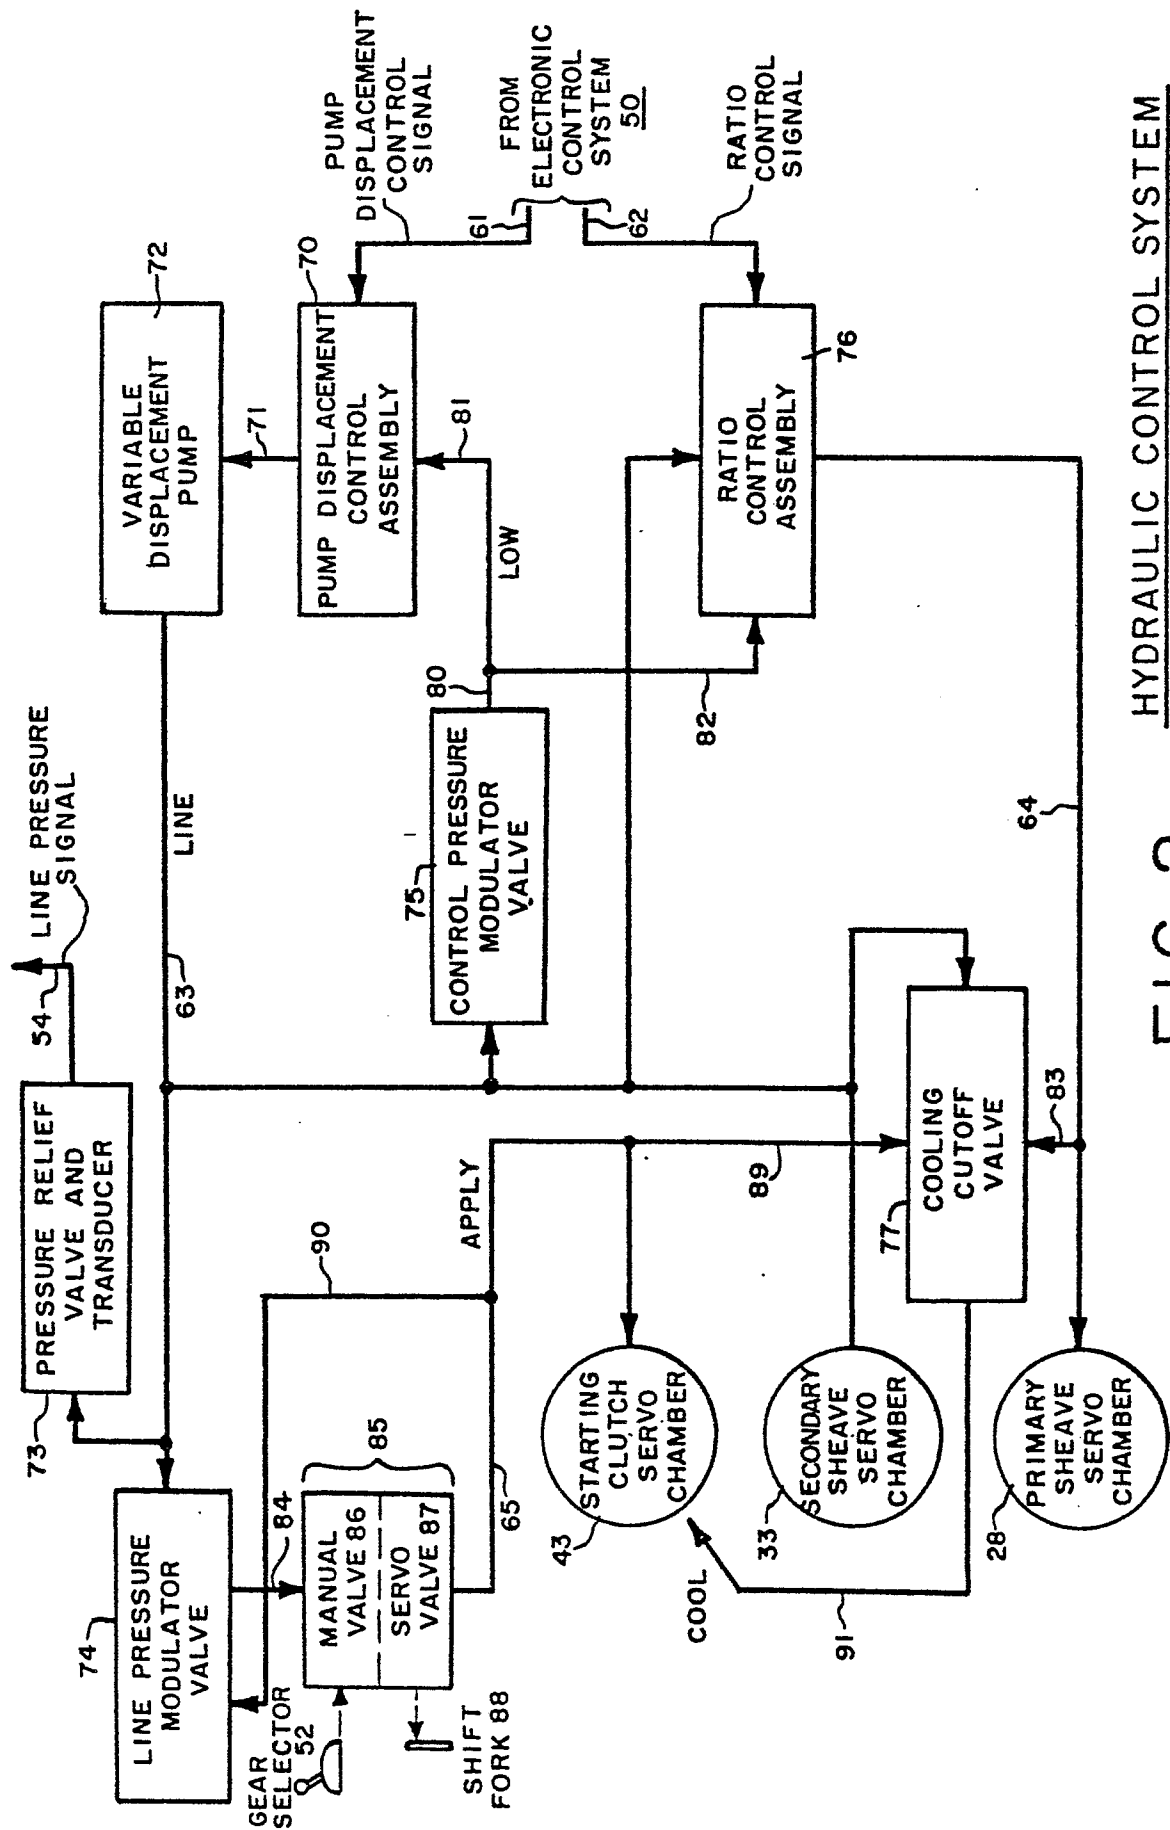 LINE PRESSURE
SIGNAL
54
73
PRESSURE RELIEF
VALVE AND
TRANSDUCER
74
LINE PRESSURE
MODULATOR
VALVE
63
LINE
VARIABLE
DISPLACEMENT
PUMP
72
71
70
PUMP DISPLACEMENT
CONTROL
ASSEMBLY
81
PUMP
DISPLACEMENT
CONTROL
SIGNAL
84
90
GEAR
SELECTOR
52
MANUAL
VALVE 86
SERVO
VALVE 87
85
SHIFT
FORK 88
65
APPLY
75
CONTROL PRESSURE
MODULATOR
VALVE
80
LOW
82
61
62
FROM
ELECTRONIC
CONTROL
SYSTEM
50
RATIO
CONTROL
SIGNAL
RATIO
CONTROL
ASSEMBLY
76
43
STARTING
CLUTCH
SERVO
CHAMBER
COOL
91
33
SECONDARY
SHEAVE
SERVO
CHAMBER
89
77
COOLING
CUTOFF
VALVE
83
64
28
PRIMARY
SHEAVE
SERVO
CHAMBER
HYDRAULIC CONTROL SYSTEM